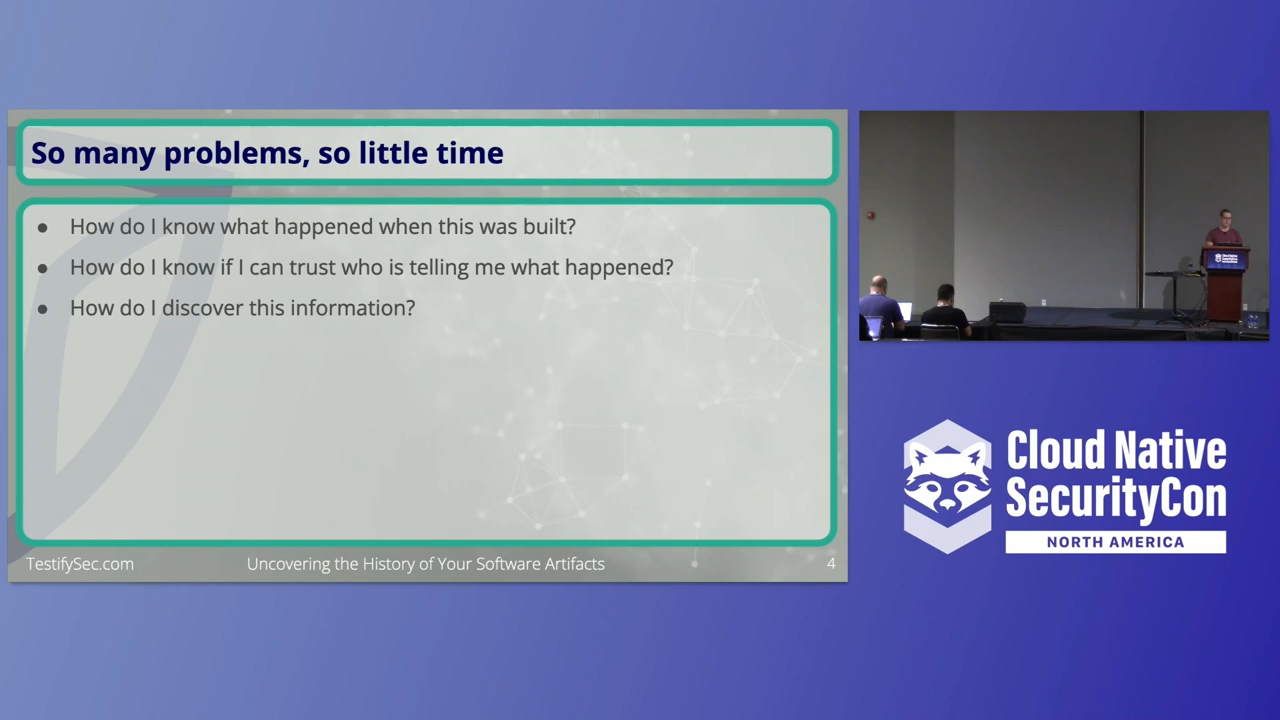 So many problems, so little time
● How do I know what happened when this was built?
● How do I know if I can trust who is telling me what happened?
● How do I discover this information?
TestifySec.com
Uncovering the History of Your Software Artifacts
4
Cloud Native
SecurityCon
NORTH AMERICA